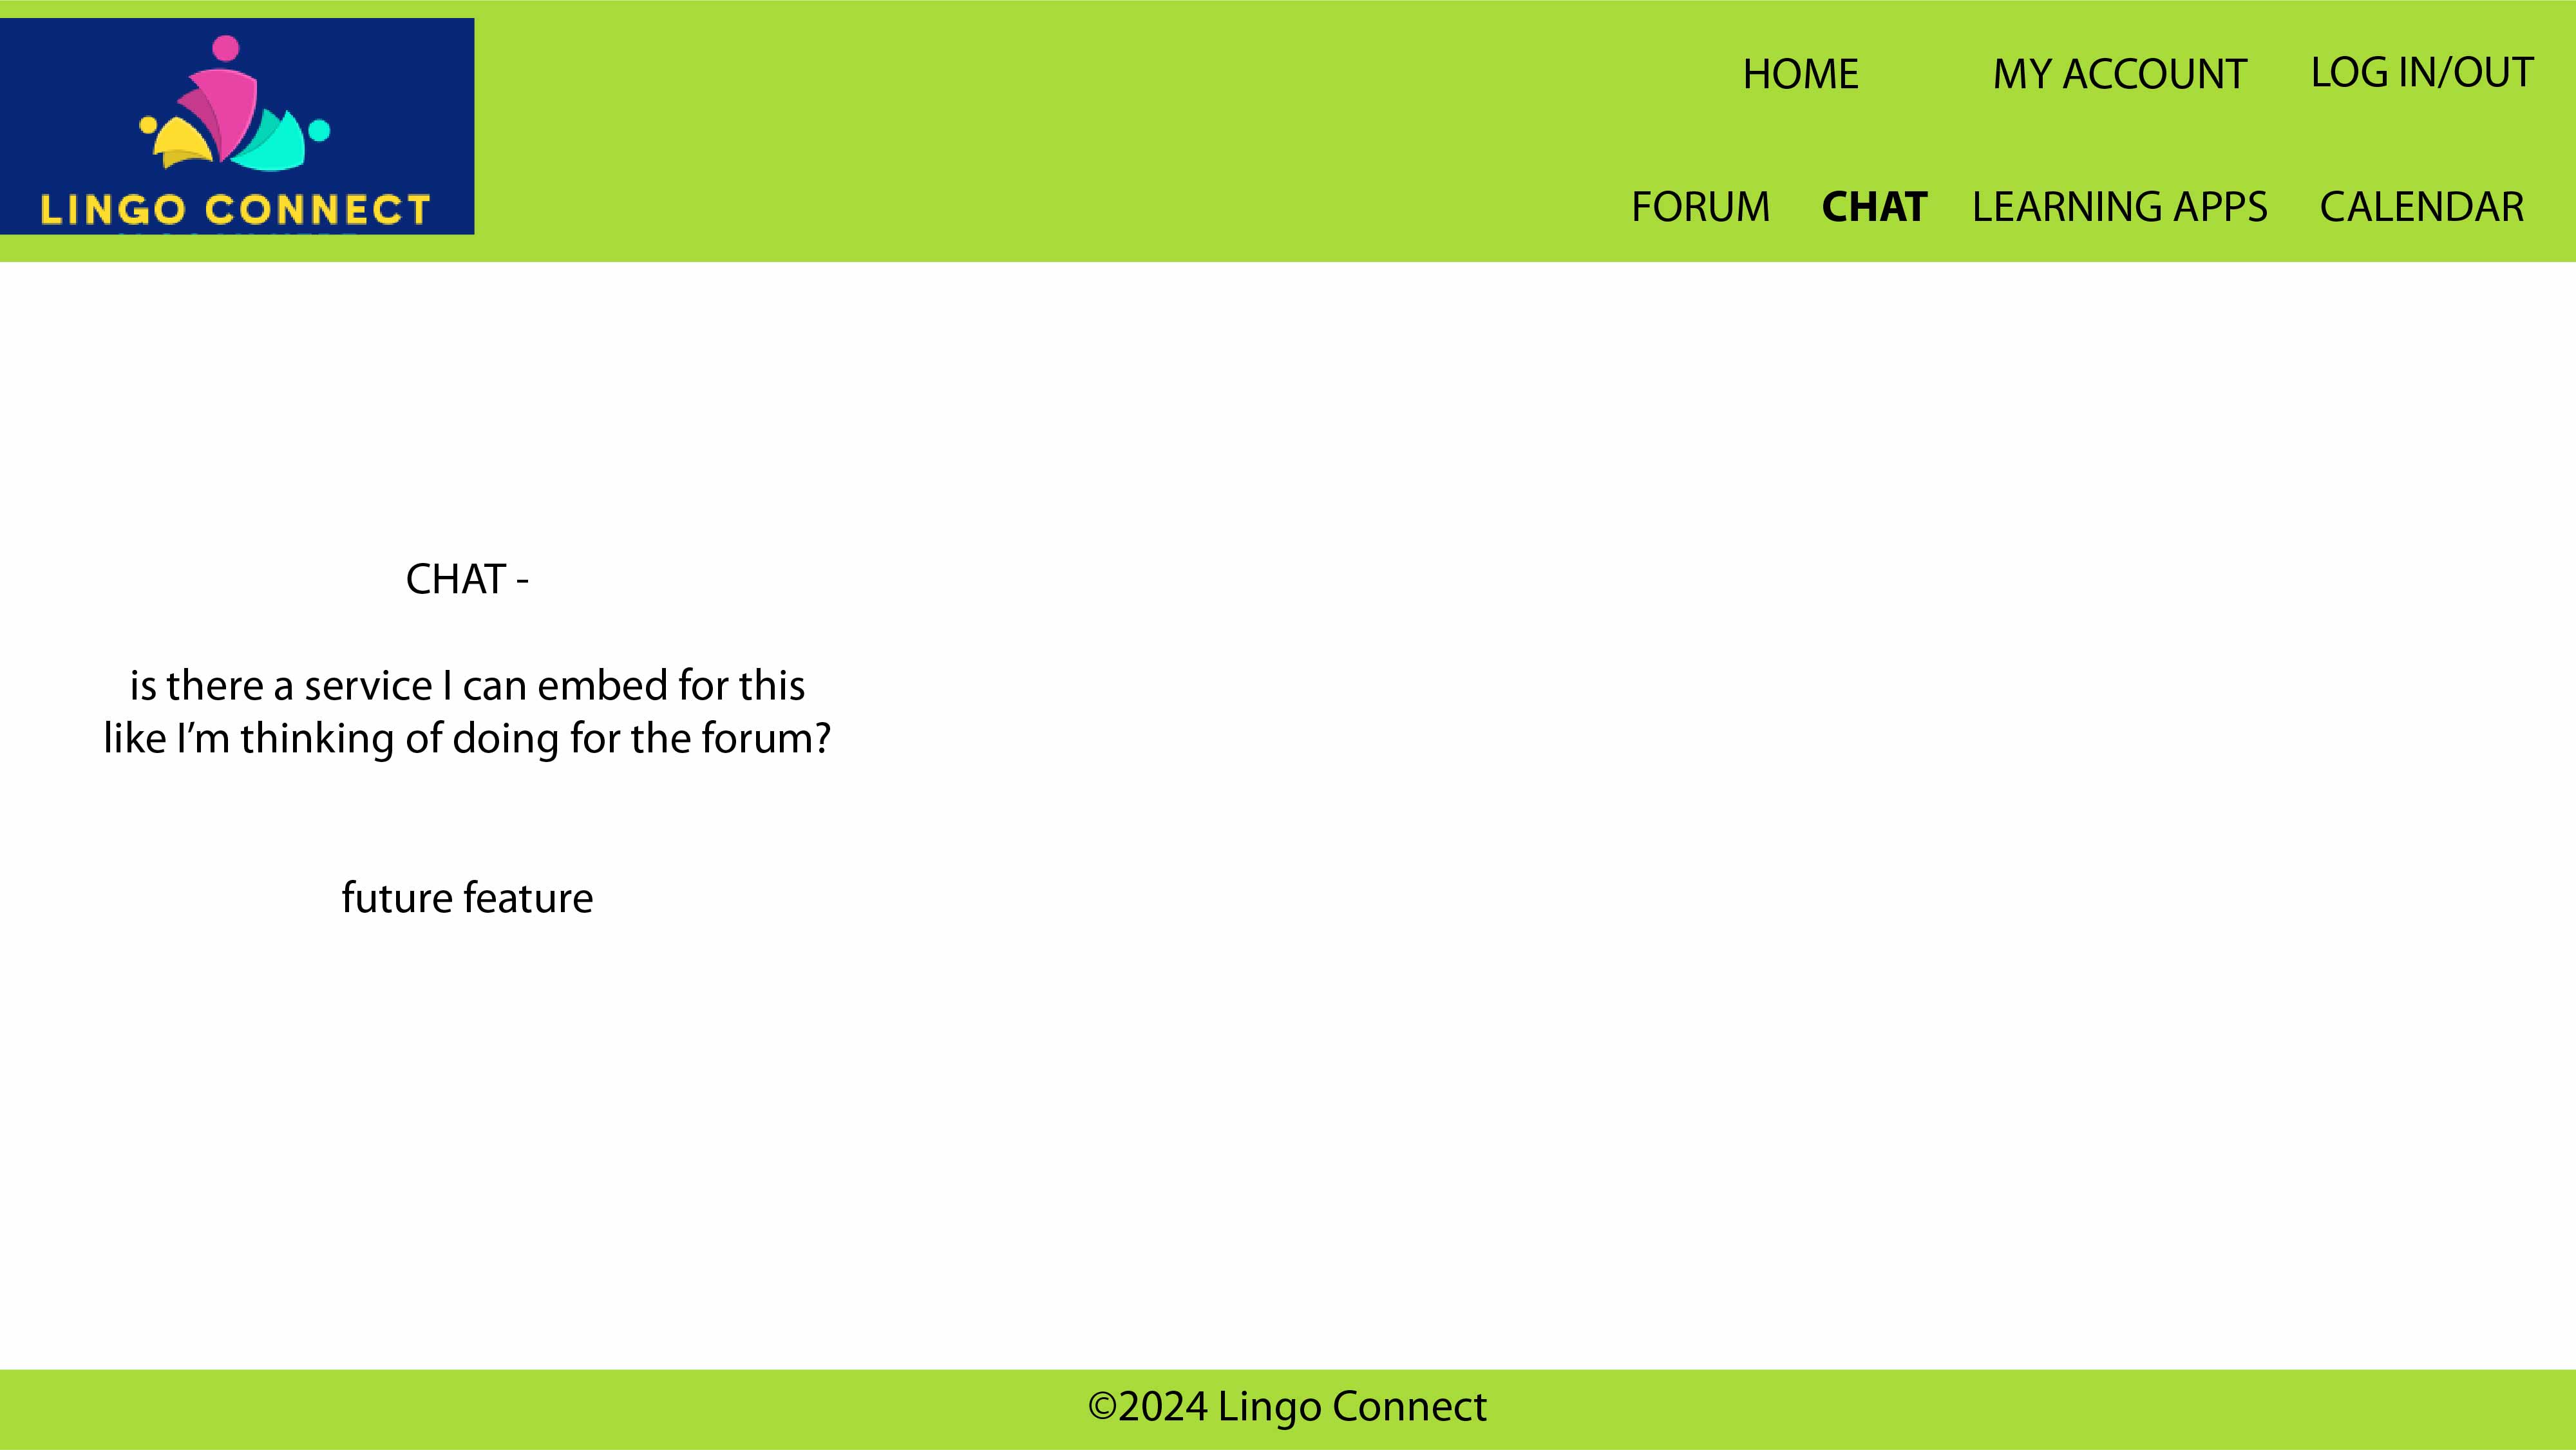 LINGO CONNECT
HOME MY ACCOUNT LOG IN/OUT
FORUM CHAT LEARNING APPS CALENDAR
CHAT -
is there a service I can embed for this
like I’m thinking of doing for the forum?
future feature
©2024 Lingo Connect